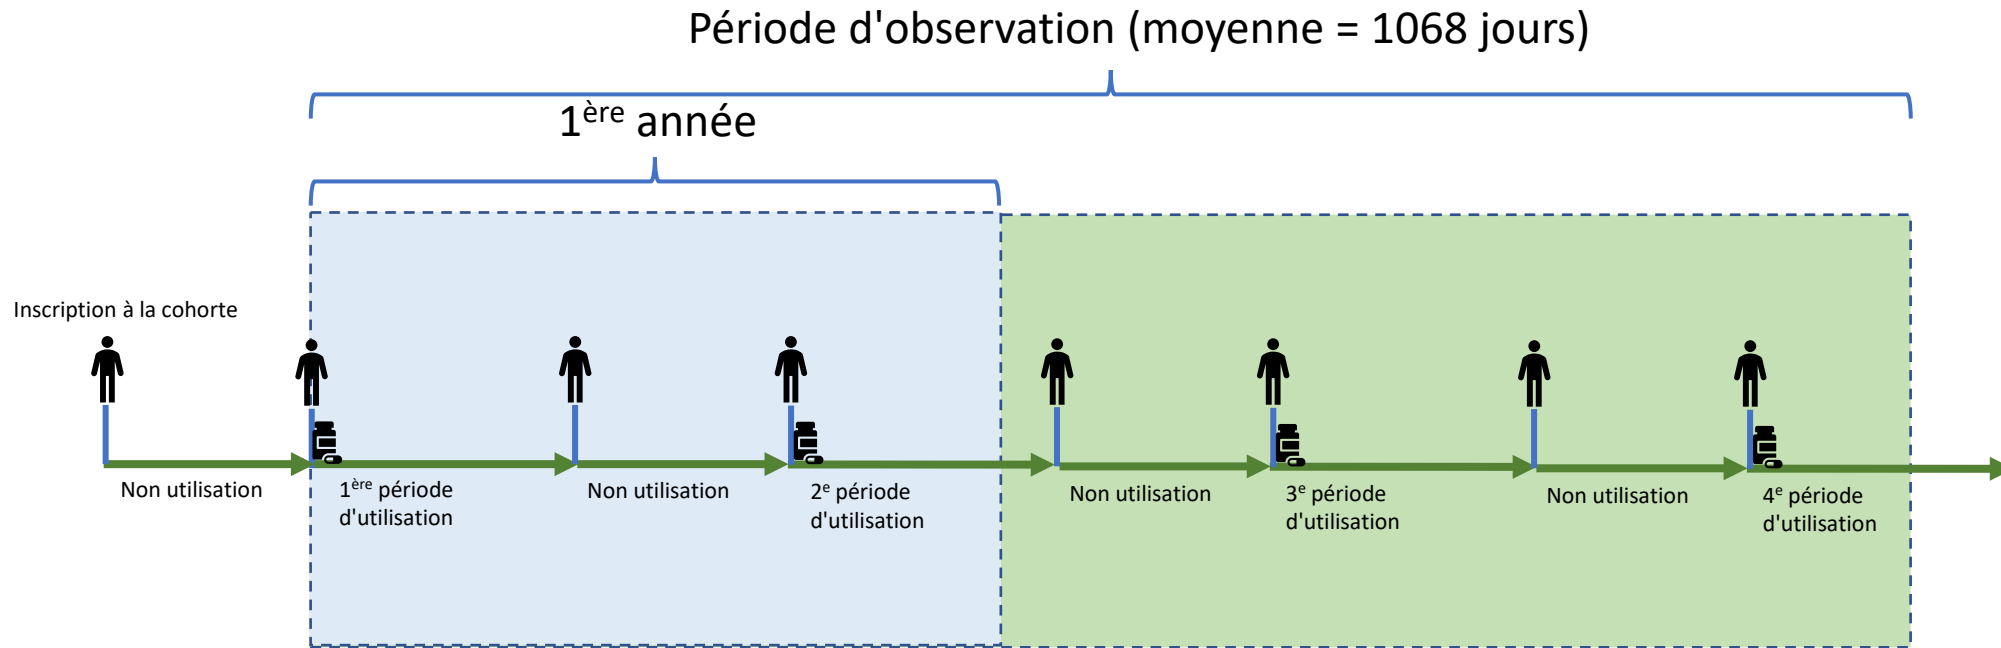 Période d'observation (moyenne = 1068 jours)
1ère année
Inscription à la cohorte
Non utilisation
1ère période
d'utilisation
Non utilisation
2e période
d'utilisation
Non utilisation
3e période
d'utilisation
Non utilisation
4e période
d'utilisation